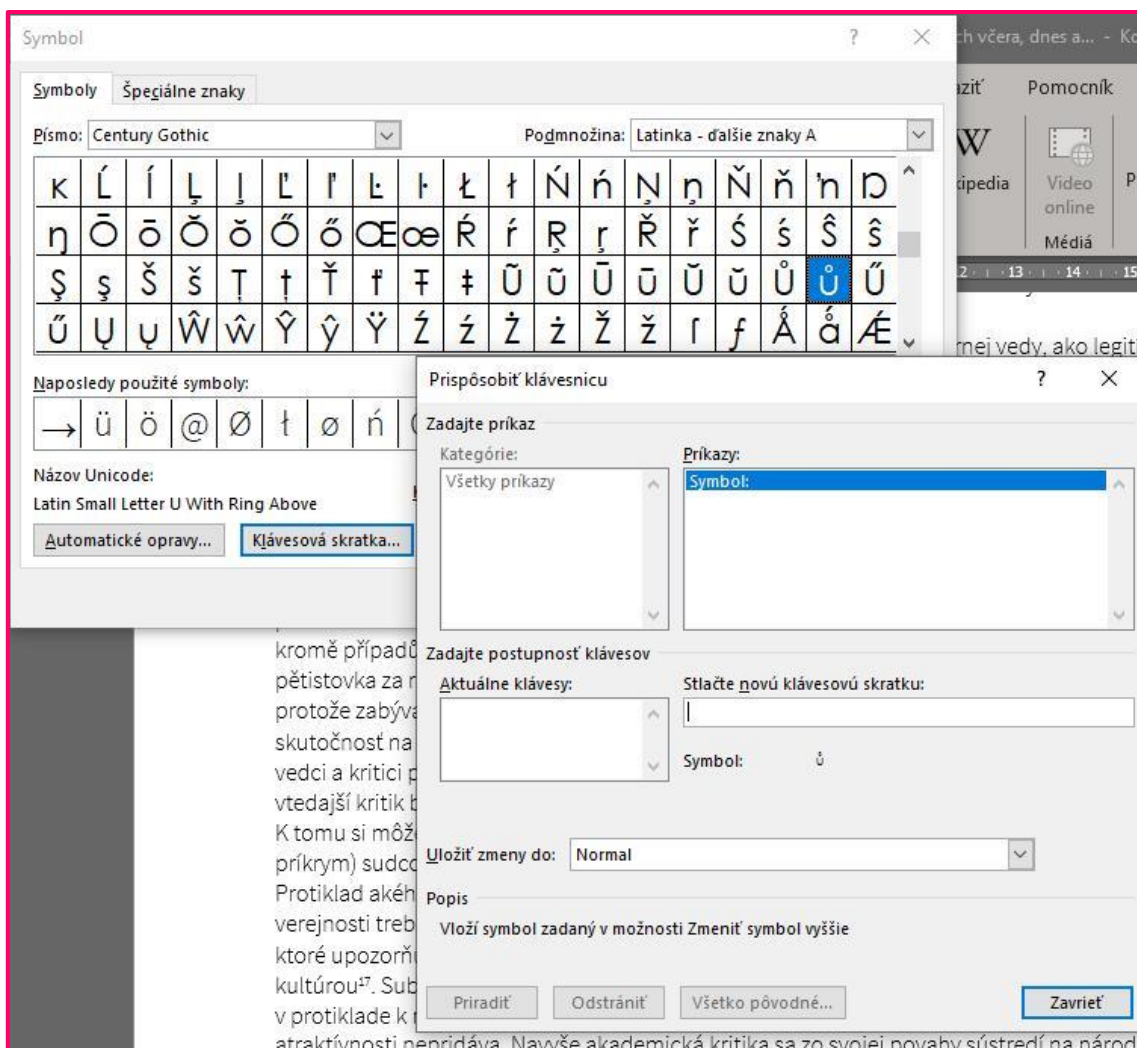 Symbol ? ×
ch včera, dnes a... - Ko
Symboly Špeciálne znaky
Písmo: Century Gothic Podmnožina: Latinka - ďalšie znaky A
ĸ Ĺ ĺ Ļ ļ Ľ ľ Ŀ ŀ Ł ł Ń ń Ņ ņ Ň ň ŉ Ŋ
ŋ Ō ō Ŏ ŏ Ő ő Œ œ Ŕ ŕ Ŗ ŗ Ř ř Ś ś Ŝ ŝ
Ş ş Š š Ţ ţ Ť ť Ŧ ŧ Ũ ũ Ū ū Ŭ ŭ Ů ů Ű
ű Ų ų Ŵ ŵ Ŷ ŷ Ÿ Ź ź Ż ż Ž ž ſ ƒ Ǻ ǻ Ǽ
Naposledy použité symboly:
→ ü ö @ Ø ł ø ń
Názov Unicode:
Latin Small Letter U With Ring Above
Automatické opravy... Klávesová skratka...
Pomocník
W
Video
online
Médiá
13 14 15
rnej vedy, ako legiti
Prispôsobiť klávesnicu ? ×
Zadajte príkaz
Kategórie: Príkazy:
Všetky príkazy Symbol:
Zadajte postupnosť klávesov
Aktuálne klávesy: Stlačte novú klávesovú skratku:
Symbol: ů
Uložiť zmeny do: Normal
Popis
Vloží symbol zadaný v možnosti Zmeniť symbol vyššie
Priradiť Odstrániť Všetko pôvodné... Zavrieť
kromě případů
pětistovka za
protože zabýva
skutočnosť na
vedci a kritici p
vtedajší kritik b
K tomu si môž
príkrym) sudco
Protiklad akéh
verejnosti treb
ktoré upozorň
kultúrou¹⁷. Sub
v protiklade k
atraktívnosti nepridáva. Navyše akademická kritika sa zo svojej povahy sústredí na národ